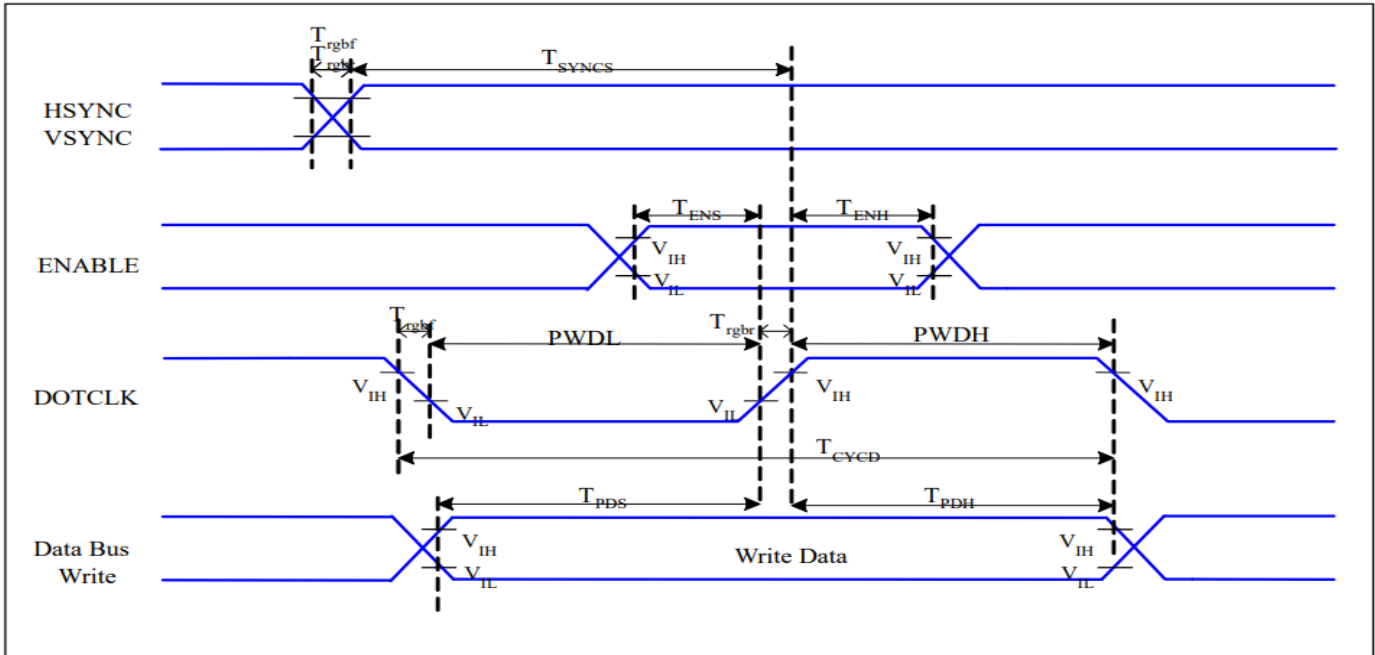 Trgbf
Trgbr
TSYNCS
HSYNC
VSYNC
TENS
TENH
VIH
VIH
ENABLE
VIL
VIL
Trgbf
Trgbr
PWDL
PWDH
VIH
VIH
VIH
DOTCLK
VIL
VIL
TCYCD
TPDS
TPDH
Data Bus
Write
VIH
Write Data
VIH
VIL
VIL